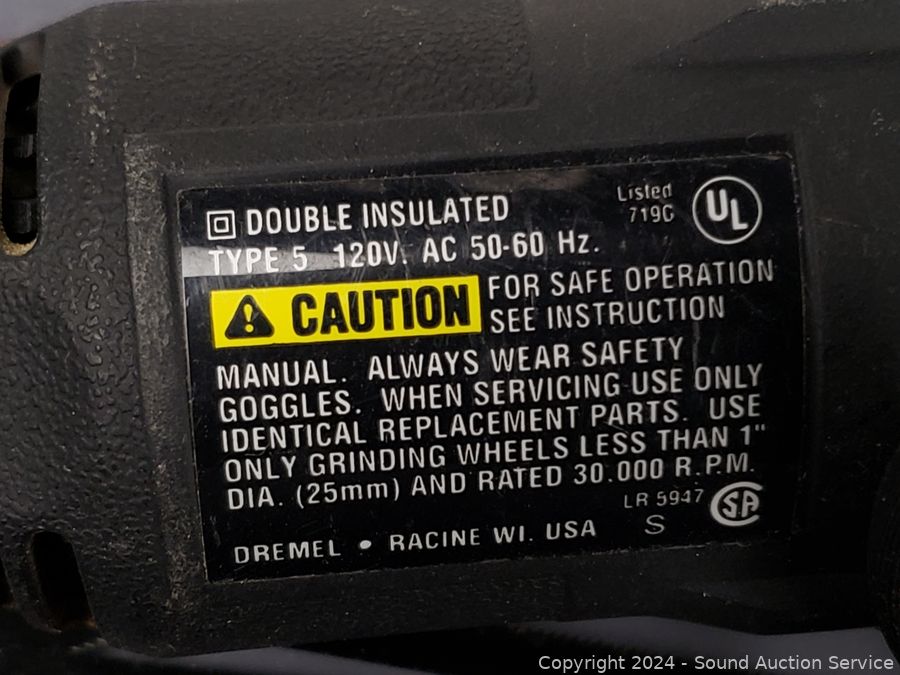 DOUBLE INSULATED
Listed
719G
UL
TYPE 5 120V. AC 50-60 Hz.
CAUTION
FOR SAFE OPERATION
SEE INSTRUCTION
MANUAL. ALWAYS WEAR SAFETY
GOGGLES. WHEN SERVICING USE ONLY
IDENTICAL REPLACEMENT PARTS. USE
ONLY GRINDING WHEELS LESS THAN 1"
DIA. (25mm) AND RATED 30.000 R.P.M.
LR 5947
SA
S
DREMEL • RACINE WI. USA
Copyright 2024 - Sound Auction Service